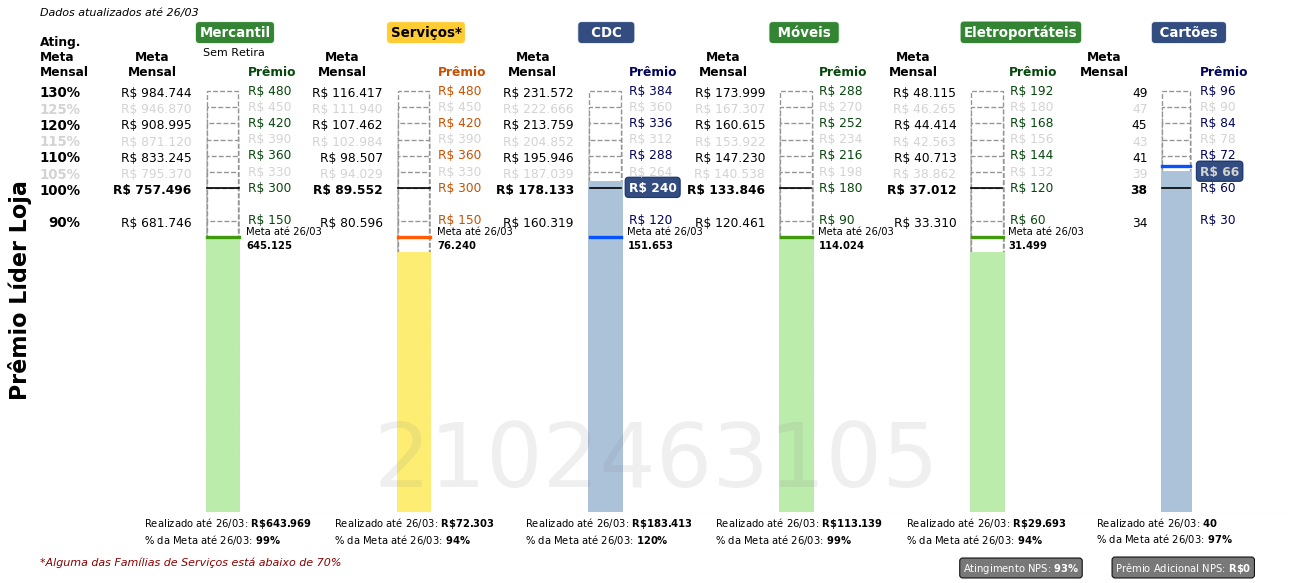 Dados atualizados até 26/03
Mercantil Serviços* CDC Móveis Eletroportáteis Cartões
Sem Retira
Ating. Meta Mensal
Meta Mensal Prêmio Meta Mensal Prêmio Meta Mensal Prêmio Meta Mensal Prêmio Meta Mensal Prêmio Meta Mensal Prêmio
130% R$ 984.744 R$ 480 R$ 116.417 R$ 480 R$ 231.572 R$ 384 R$ 173.999 R$ 288 R$ 48.115 R$ 192 49 R$ 96
125% R$ 946.870 R$ 450 R$ 111.940 R$ 450 R$ 222.666 R$ 360 R$ 167.307 R$ 270 R$ 46.265 R$ 180 47 R$ 90
120% R$ 908.995 R$ 420 R$ 107.462 R$ 420 R$ 213.759 R$ 336 R$ 160.615 R$ 252 R$ 44.414 R$ 168 45 R$ 84
115% R$ 871.120 R$ 390 R$ 102.984 R$ 390 R$ 204.852 R$ 312 R$ 153.922 R$ 234 R$ 42.563 R$ 156 43 R$ 78
110% R$ 833.245 R$ 360 R$ 98.507 R$ 360 R$ 195.946 R$ 288 R$ 147.230 R$ 216 R$ 40.713 R$ 144 41 R$ 72
105% R$ 795.370 R$ 330 R$ 94.029 R$ 330 R$ 187.039 R$ 264 R$ 140.538 R$ 198 R$ 38.862 R$ 132 39 R$ 66
100% R$ 757.496 R$ 300 R$ 89.552 R$ 300 R$ 178.133 R$ 240 R$ 133.846 R$ 180 R$ 37.012 R$ 120 38 R$ 60
90% R$ 681.746 R$ 150 R$ 80.596 R$ 150 R$ 160.319 R$ 120 R$ 120.461 R$ 90 R$ 33.310 R$ 60 34 R$ 30
Meta até 26/03 Meta até 26/03 Meta até 26/03 Meta até 26/03 Meta até 26/03
645.125 76.240 151.653 114.024 31.499
Prêmio Líder Loja
2102463105
Realizado até 26/03: R$643.969 Realizado até 26/03: R$72.303 Realizado até 26/03: R$183.413 Realizado até 26/03: R$113.139 Realizado até 26/03: R$29.693 Realizado até 26/03: 40
% da Meta até 26/03: 99% % da Meta até 26/03: 94% % da Meta até 26/03: 120% % da Meta até 26/03: 99% % da Meta até 26/03: 94% % da Meta até 26/03: 97%
*Alguma das Famílias de Serviços está abaixo de 70%
Atingimento NPS: 93% Prêmio Adicional NPS: R$0